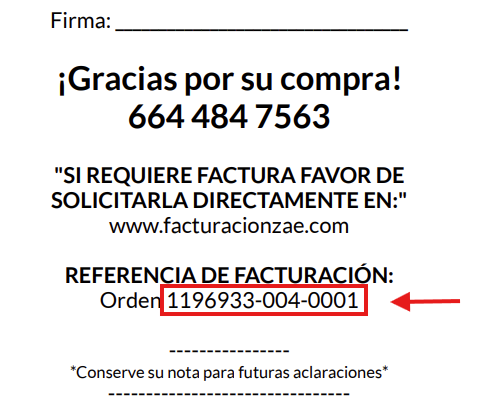 Firma: ________________________________
¡Gracias por su compra!
664 484 7563
"SI REQUIERE FACTURA FAVOR DE
SOLICITARLA DIRECTAMENTE EN:"
www.facturacionzae.com
REFERENCIA DE FACTURACIÓN:
Orden 1196933-004-0001
----------------
*Conserve su nota para futuras aclaraciones*
--------------------------------